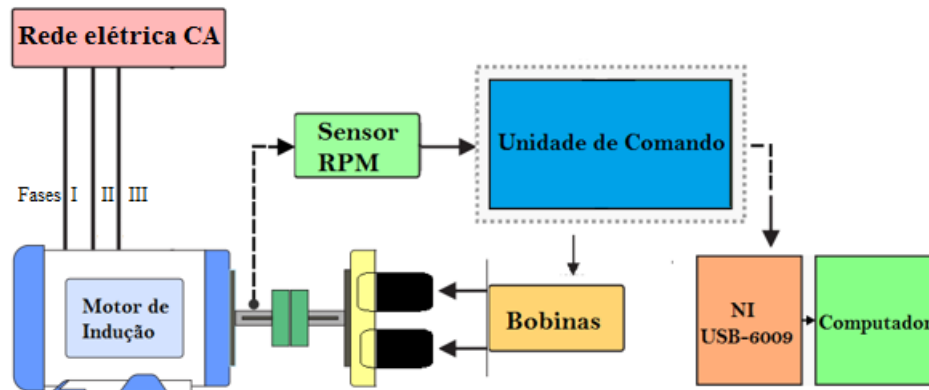 Rede elétrica CA
Sensor
RPM
Unidade de Comando
Fases I II III
Motor de
Indução
Bobinas
NI
USB-6009
Computador